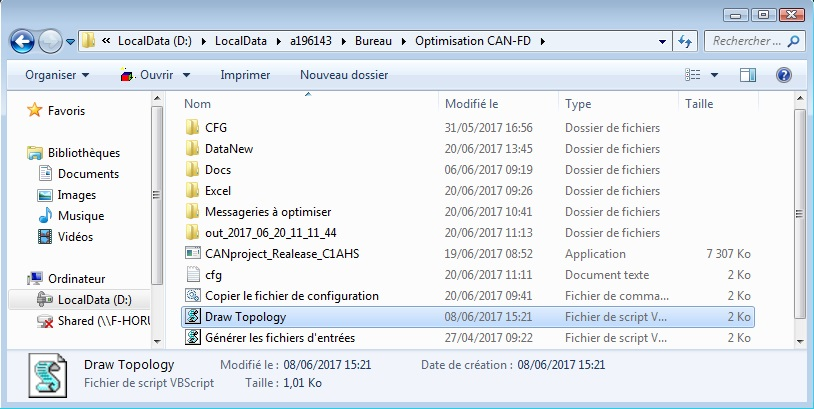 LocalData (D:) LocalData a196143 Bureau Optimisation CAN-FD Rechercher ...
Organiser Ouvrir Imprimer Nouveau dossier
Favoris
Bibliothèques
Documents
Images
Musique
Vidéos
Ordinateur
LocalData (D:)
Shared (\\F-HORU
Nom Modifié le Type Taille
CFG 31/05/2017 16:56 Dossier de fichiers
DataNew 20/06/2017 13:45 Dossier de fichiers
Docs 06/06/2017 09:19 Dossier de fichiers
Excel 20/06/2017 09:26 Dossier de fichiers
Messageries à optimiser 20/06/2017 10:41 Dossier de fichiers
out_2017_06_20_11_11_44 20/06/2017 11:13 Dossier de fichiers
CANproject_Realease_C1AHS 19/06/2017 08:52 Application 7 307 Ko
cfg 20/06/2017 11:11 Document texte 2 Ko
Copier le fichier de configuration 20/06/2017 09:41 Fichier de comma... 2 Ko
Draw Topology 08/06/2017 15:21 Fichier de script V... 2 Ko
Générer les fichiers d'entrées 27/04/2017 09:22 Fichier de script V... 2 Ko
Draw Topology Modifié le : 08/06/2017 15:21 Date de création : 08/06/2017 15:21
Fichier de script VBScript Taille : 1,01 Ko